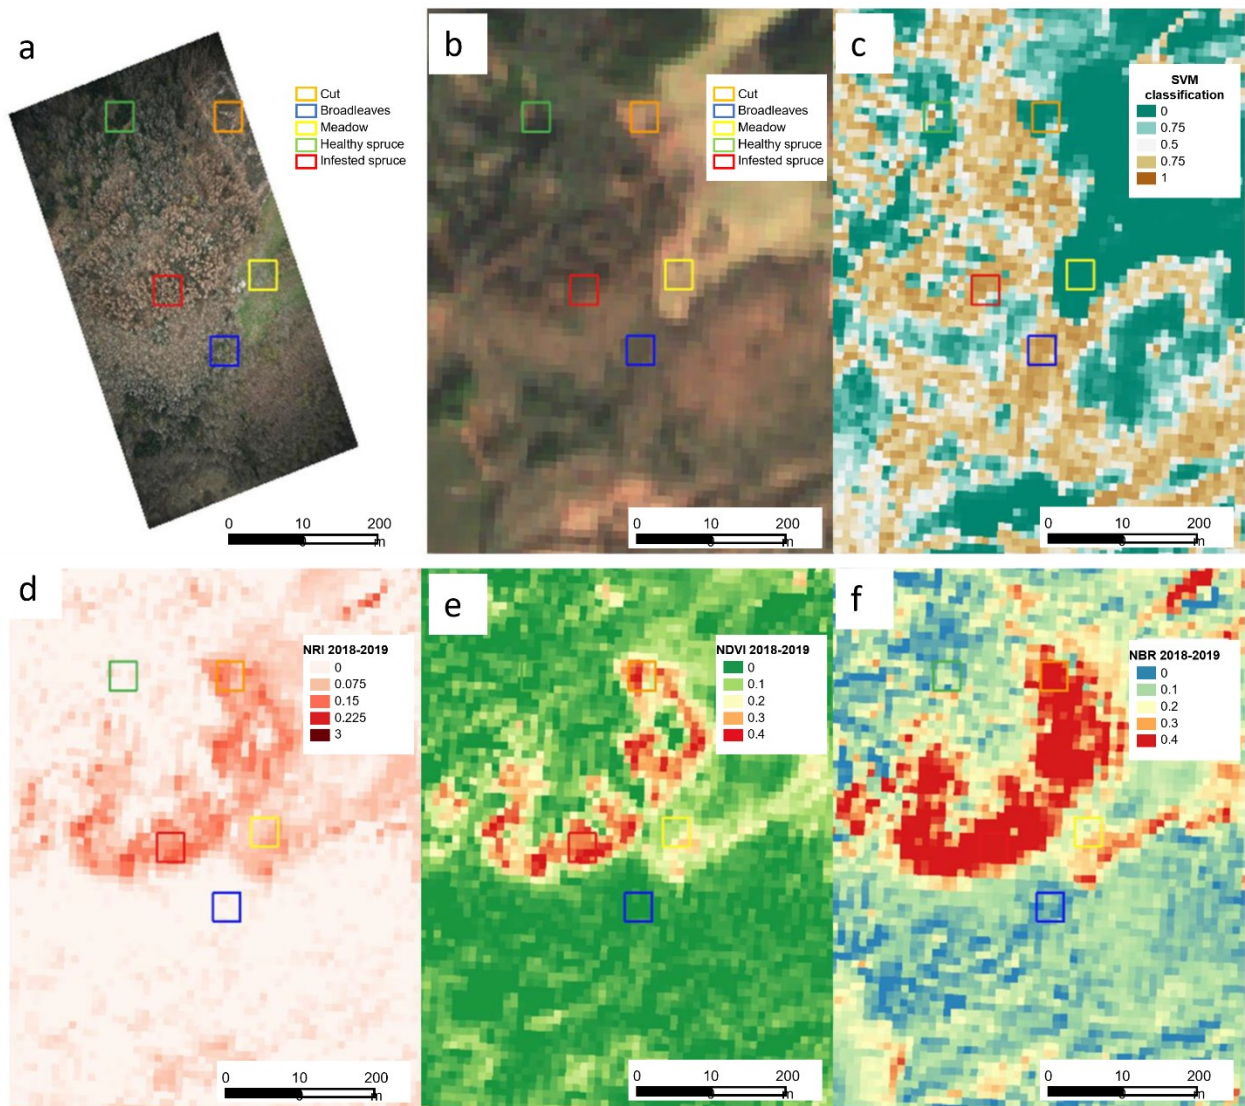 a
Cut
Broadleaves
Meadow
Healthy spruce
Infested spruce
0 10 200
m
b
Cut
Broadleaves
Meadow
Healthy spruce
Infested spruce
0 10 200
m
c
SVM
classification
0
0.75
0.5
0.75
1
0 10 200
m
d
NRI 2018-2019
0
0.075
0.15
0.225
3
0 10 200
m
e
NDVI 2018-2019
0
0.1
0.2
0.3
0.4
0 10 200
m
f
NBR 2018-2019
0
0.1
0.2
0.3
0.4
0 10 200
m